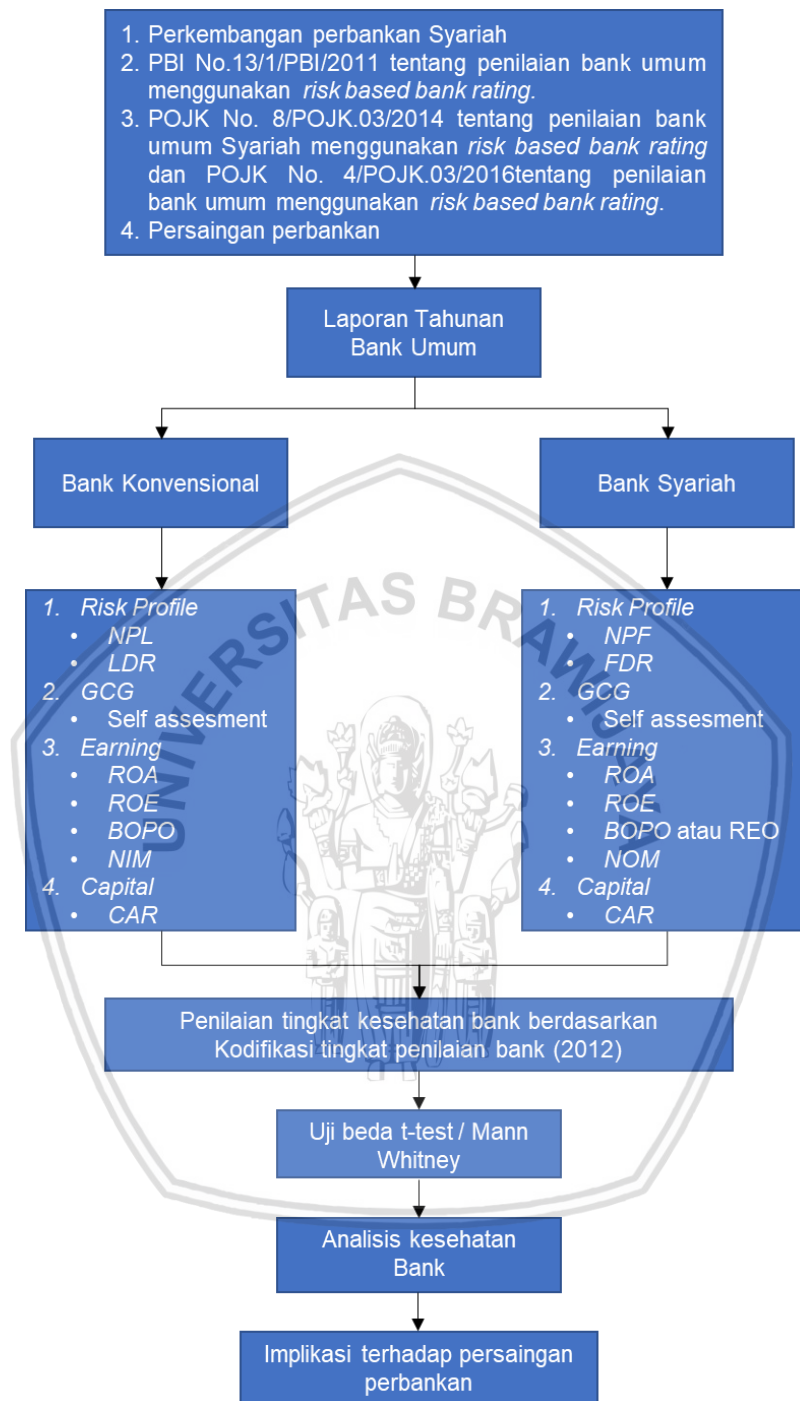 1. Perkembangan perbankan Syariah
2. PBI No.13/1/PBI/2011 tentang penilaian bank umum
menggunakan risk based bank rating.
3. POJK No. 8/POJK.03/2014 tentang penilaian bank
umum Syariah menggunakan risk based bank rating
dan POJK No. 4/POJK.03/2016tentang penilaian
bank umum menggunakan risk based bank rating.
4. Persaingan perbankan
Laporan Tahunan
Bank Umum
Bank Konvensional
Bank Syariah
UNIVERSITAS BRAWIJAYA
1. Risk Profile
• NPL
• LDR
2. GCG
• Self assesment
3. Earning
• ROA
• ROE
• BOPO
• NIM
4. Capital
• CAR
1. Risk Profile
• NPF
• FDR
2. GCG
• Self assesment
3. Earning
• ROA
• ROE
• BOPO atau REO
• NOM
4. Capital
• CAR
Penilaian tingkat kesehatan bank berdasarkan
Kodifikasi tingkat penilaian bank (2012)
Uji beda t-test / Mann
Whitney
Analisis kesehatan
Bank
Implikasi terhadap persaingan
perbankan